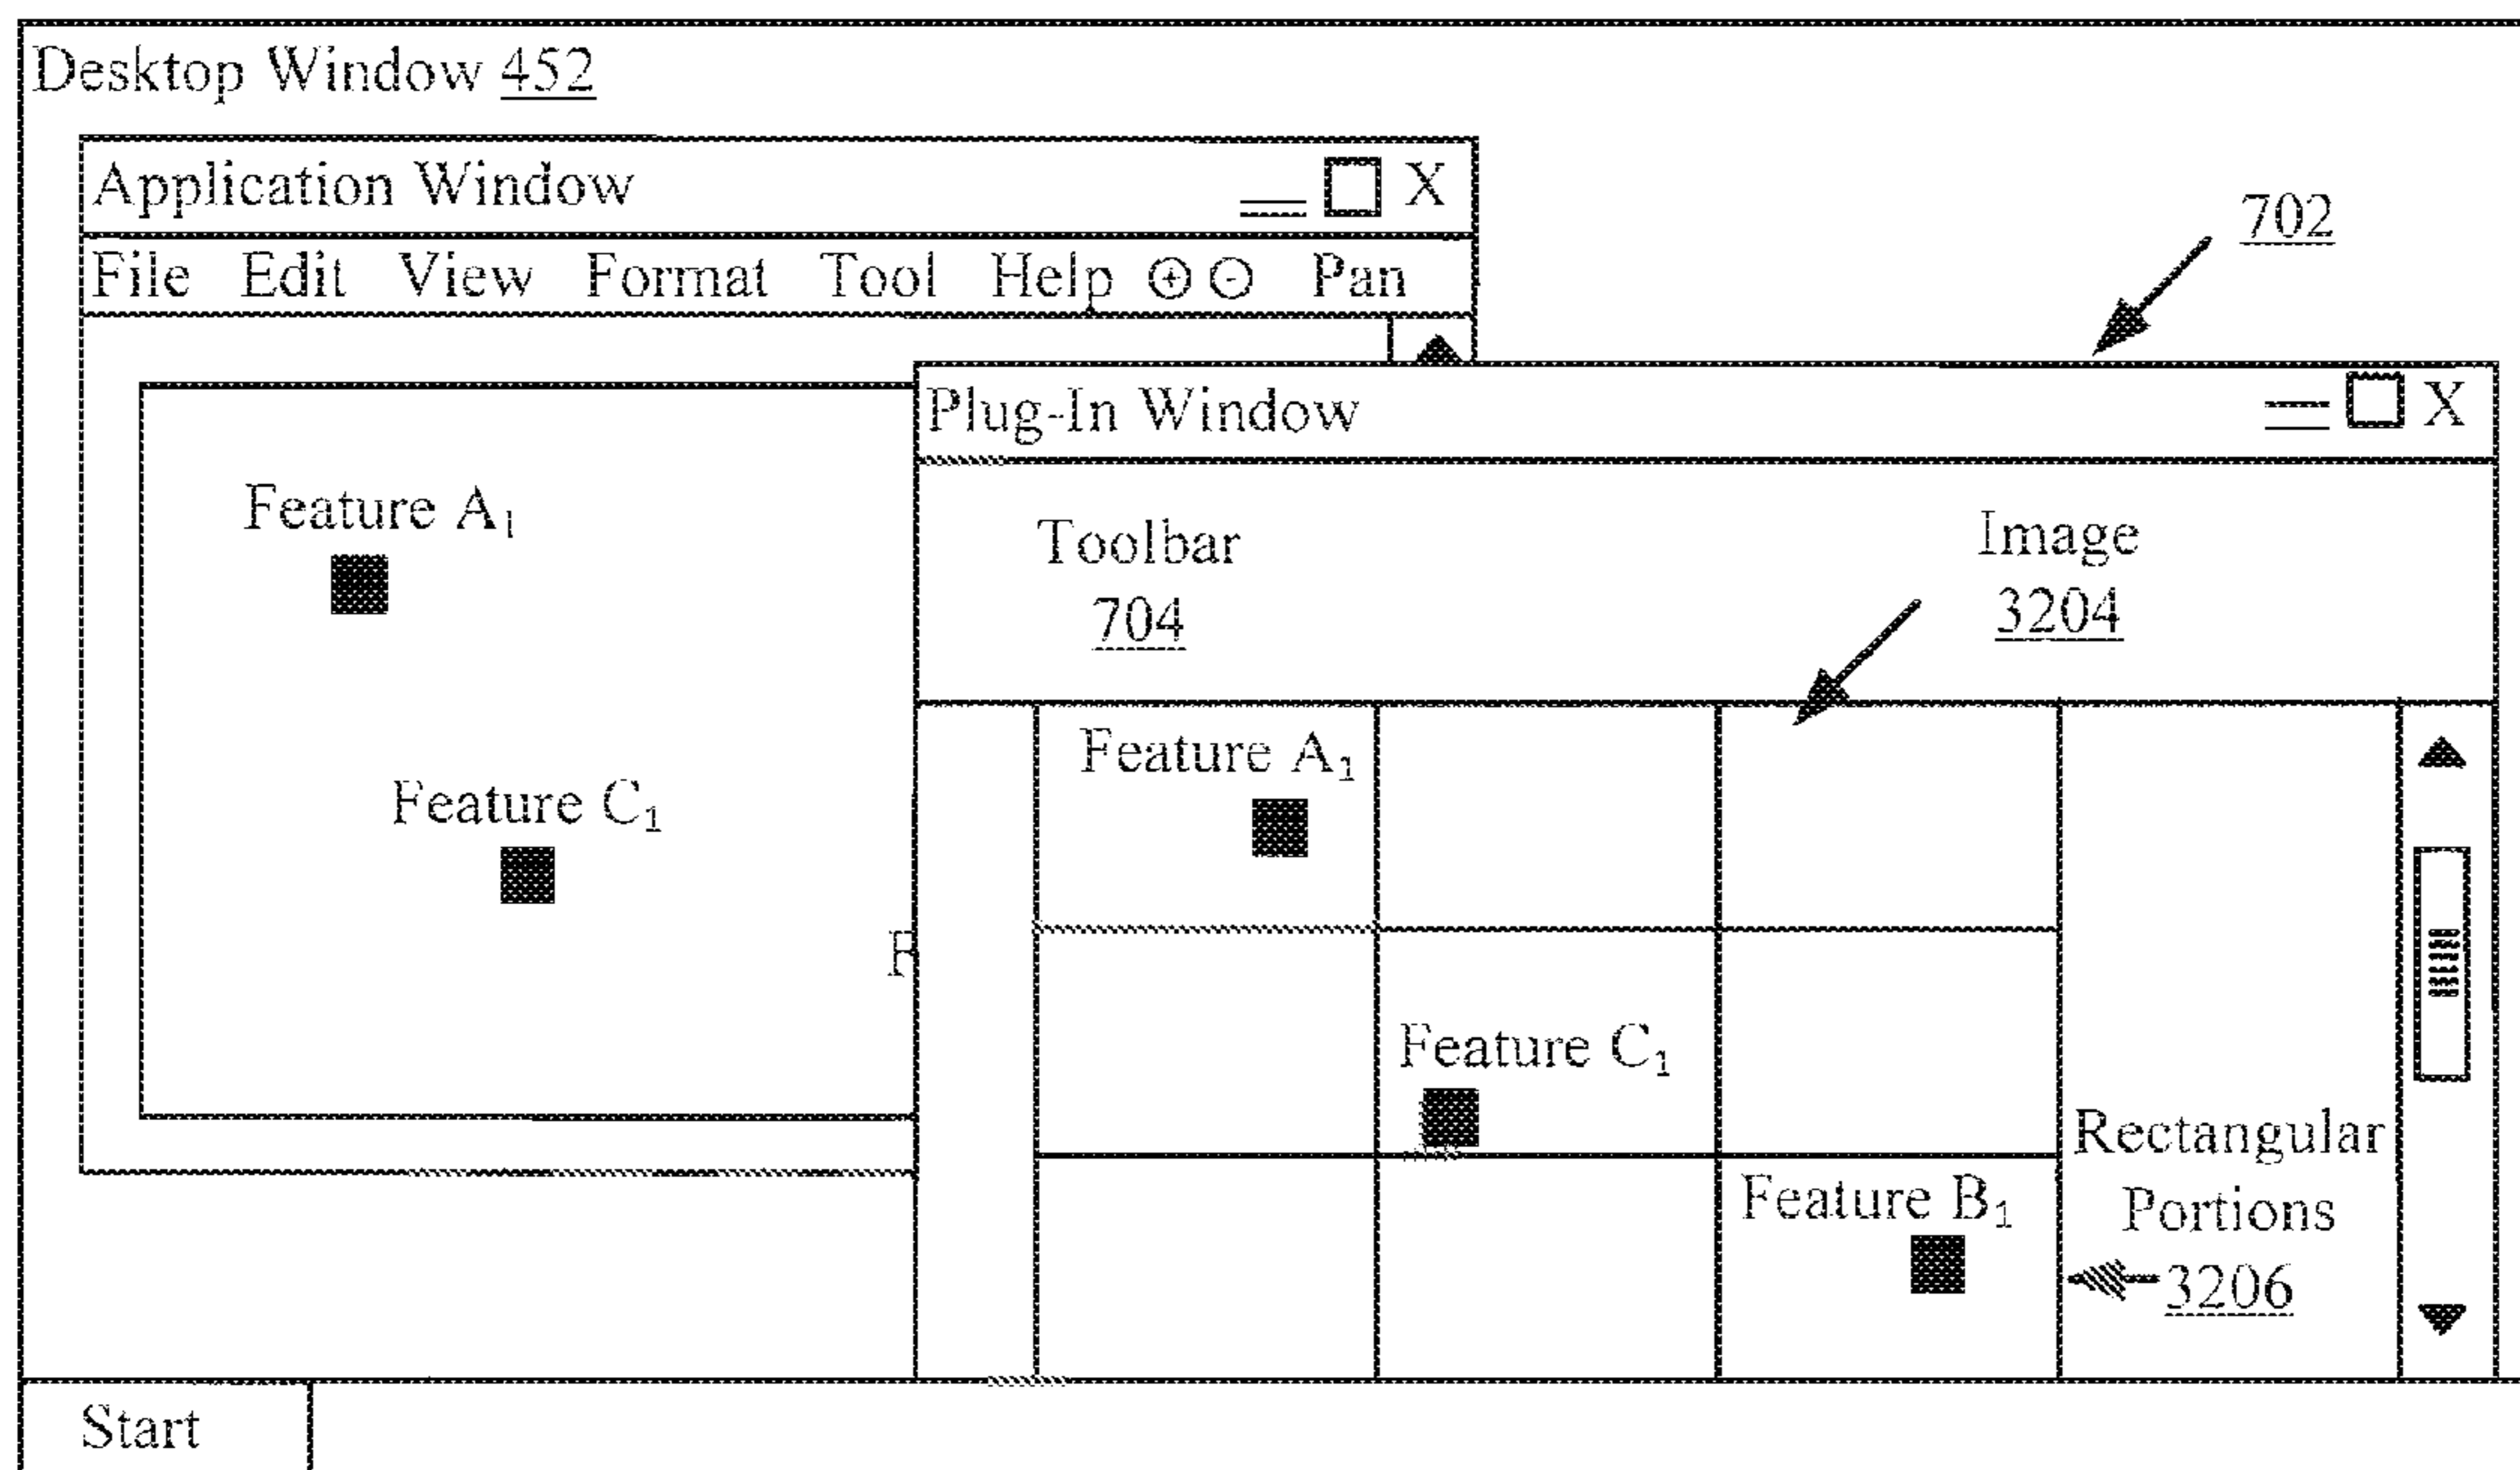 Desktop Window 452
Application Window X
File Edit View Format Tool Help + - Pan
702
Plug-In Window X
Feature A1
Feature C1
F
Toolbar
704
Image
3204
Feature A1
Feature C1
Feature B1
Rectangular
Portions
3206
Start